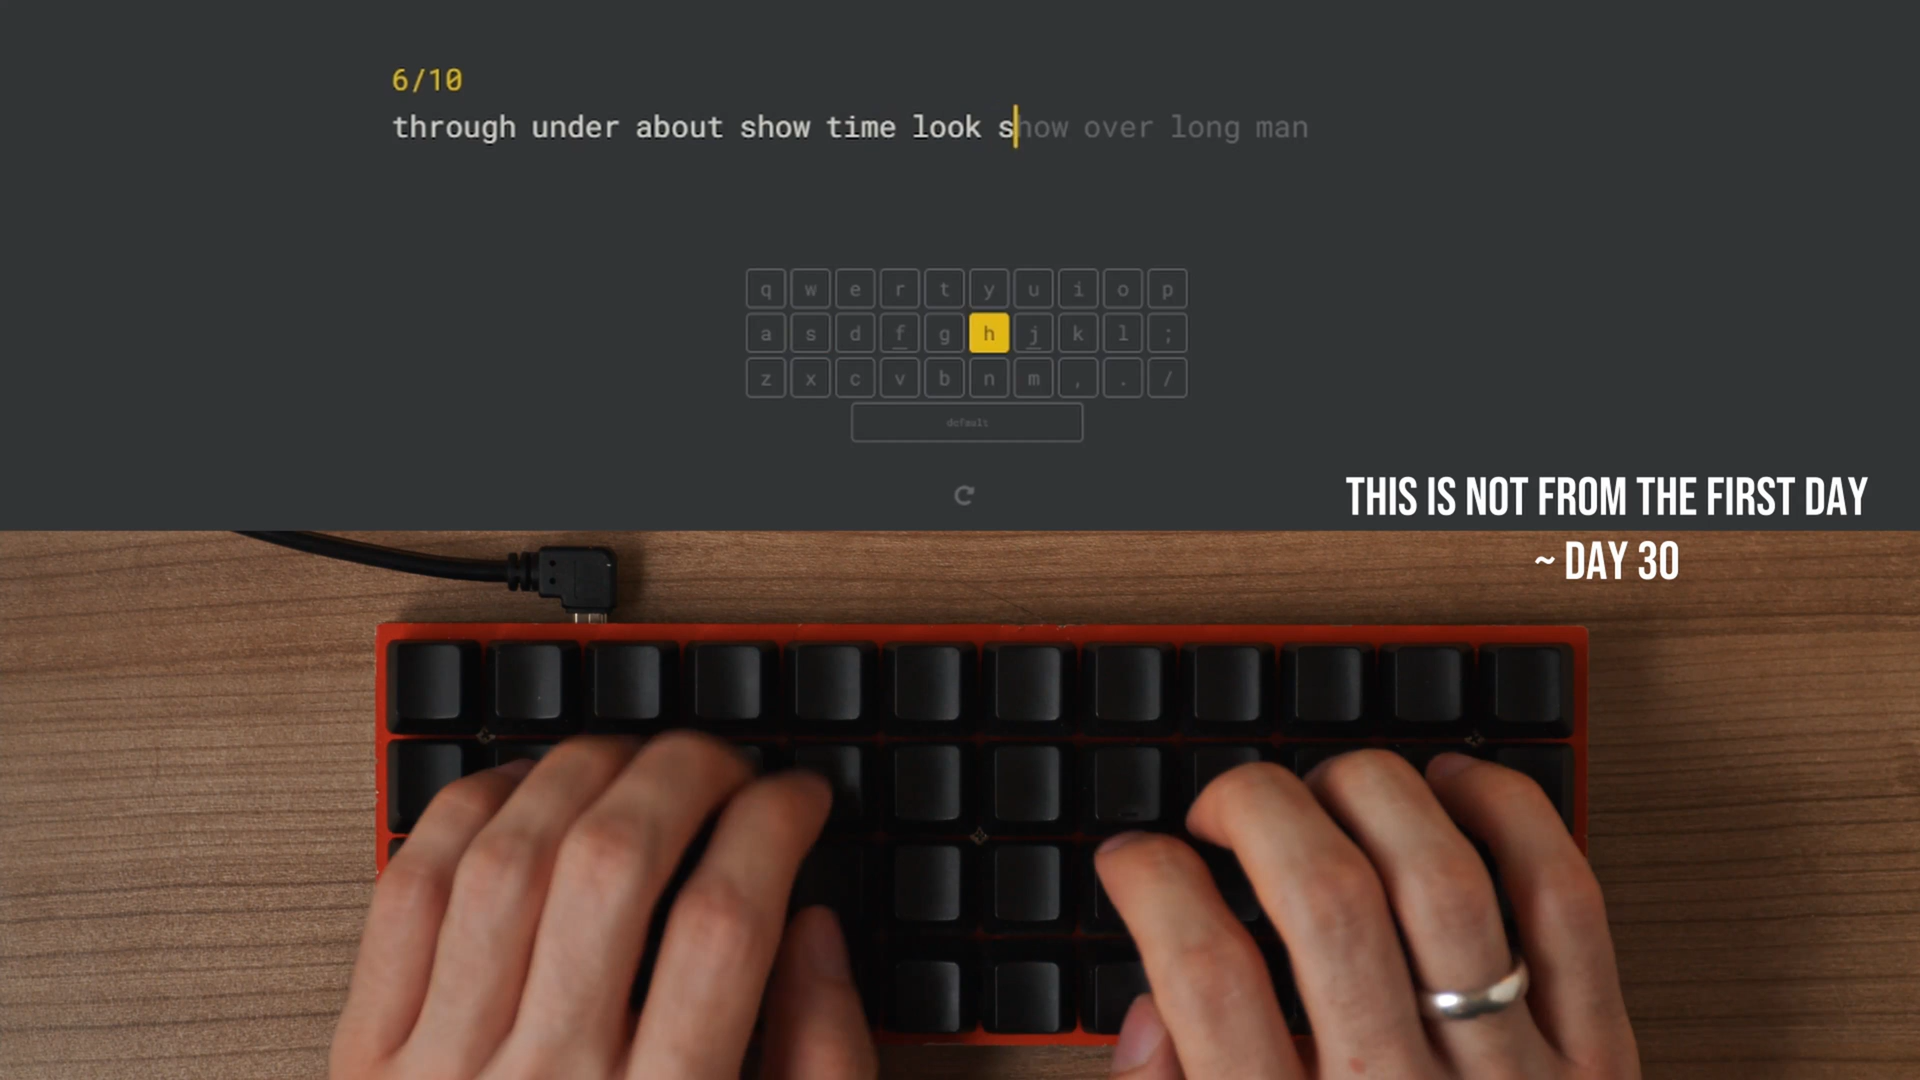 6/10
through under about show time look show over long man
q w e r t y u i o p
a s d f g h j k l ;
z x c v b n m , . /
default
THIS IS NOT FROM THE FIRST DAY
~ DAY 30